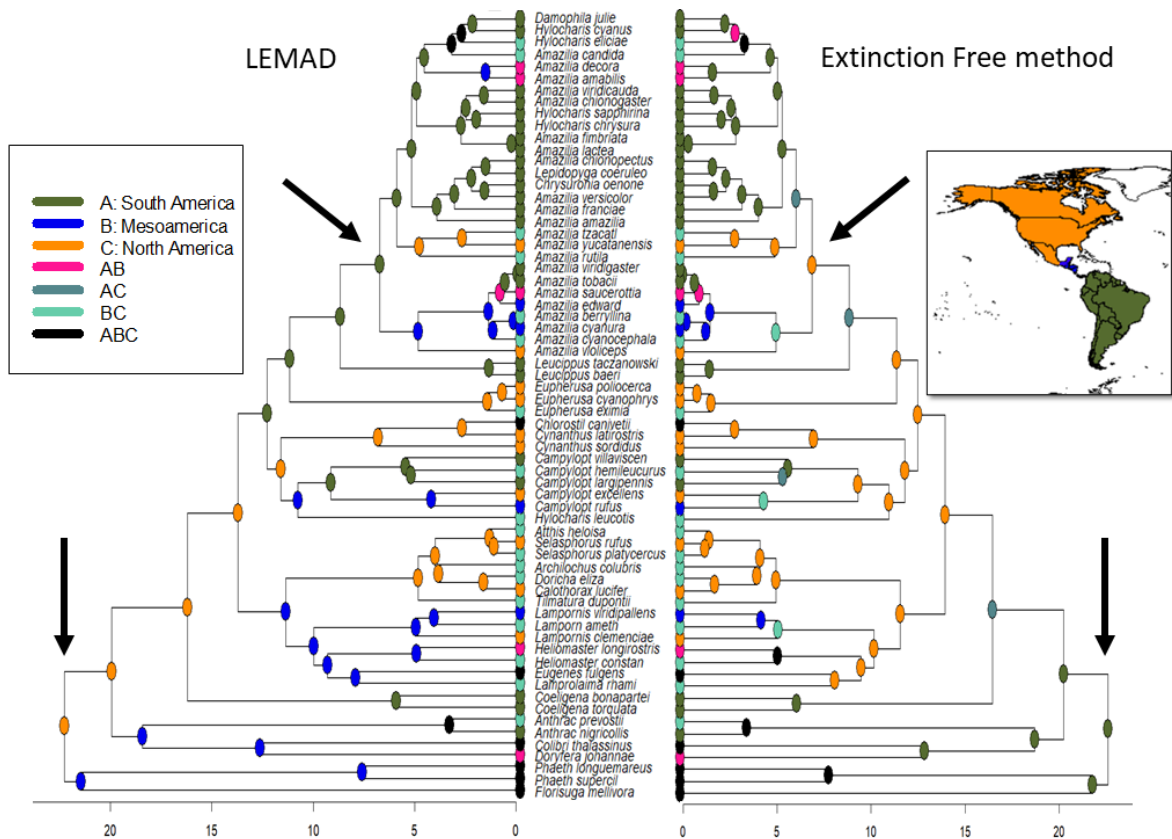 LEMAD
Extinction Free method
A: South America
B: Mesoamerica
C: North America
AB
AC
BC
ABC
Damophila julie
Hylocharis cyanus
Hylocharis eliciae
Amazilia candida
Amazilia decora
Amazilia amabilis
Amazilia viridicauda
Amazilia chionogaster
Hylocharis sapphirina
Hylocharis chrysura
Amazilia fimbriata
Amazilia lactea
Amazilia chionopectus
Lepidopyga coeruleo
Chrysuronia oenone
Amazilia versicolor
Amazilia franciae
Amazilia amazilia
Amazilia tzacatl
Amazilia yucatanensis
Amazilia rutila
Amazilia viridigaster
Amazilia tobacii
Amazilia saucerottia
Amazilia edward
Amazilia beryllina
Amazilia cyanura
Amazilia cyanocephala
Amazilia violiceps
Leucippus taczanowski
Leucippus baeri
Eupherusa poliocerca
Eupherusa cyanophrys
Eupherusa eximia
Chlorostil canivetii
Cynanthus latirostris
Cynanthus sordidus
Campylopt villaviscen
Campylopt hemileucurus
Campylopt largipennis
Campylopt excellens
Campylopt rufus
Hylocharis leucotis
Atthis heloisa
Selasphorus rufus
Selasphorus platycercus
Archilochus colubris
Doricha eliza
Calothorax lucifer
Tilmatura dupontii
Lampornis viridipallens
Lamporn ameth
Lampornis clemenciae
Heliomaster longirostris
Heliomaster constan
Eugenes fulgens
Lamprolaima rhami
Coeligena bonapartei
Coeligena torquata
Anthrac prevostii
Anthrac nigricollis
Colibri thalassinus
Doryfera johannae
Phaeth longuemareus
Phaeth supercil
Florisuga mellivora
20 15 10 5 0
0 5 10 15 20